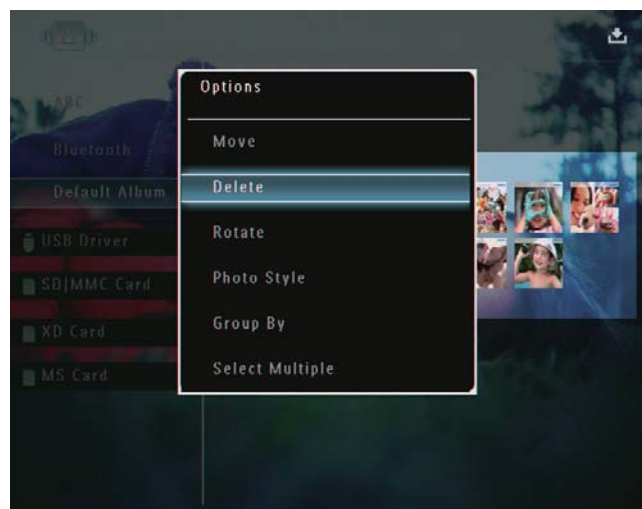 ABC
Bluetooth
Default Album
USB Driver
SD|MMC Card
XD Card
MS Card
Options
Move
Delete
Rotate
Photo Style
Group By
Select Multiple